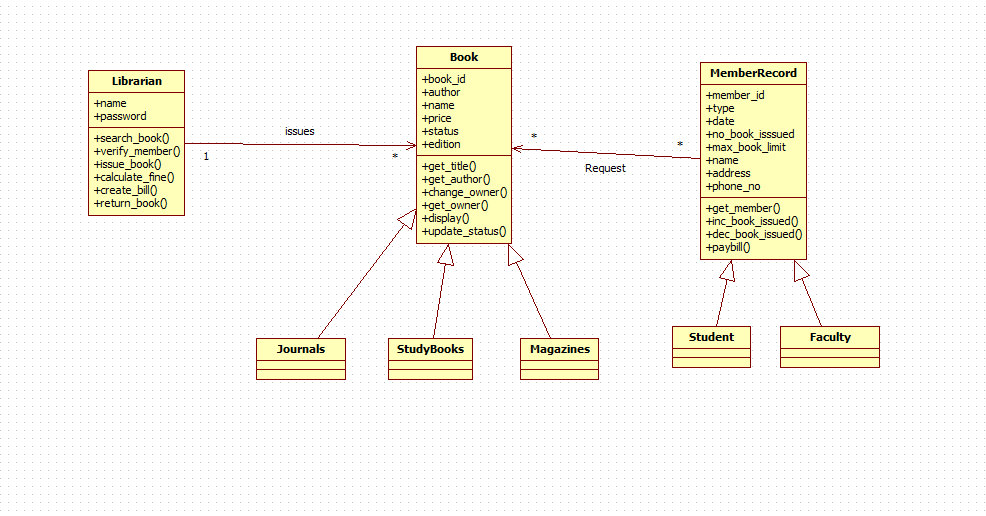 Librarian
+name
+password
+search_book()
+verify_member()
+issue_book()
+calculate_fine()
+create_bill()
+return_book()
issues
1
*
Book
+book_id
+author
+name
+price
+status
+edition
+get_title()
+get_author()
+change_owner()
+get_owner()
+display()
+update_status()
*
*
Request
MemberRecord
+member_id
+type
+date
+no_book_isssued
+max_book_limit
+name
+address
+phone_no
+get_member()
+inc_book_issued()
+dec_book_issued()
+paybill()
Journals
StudyBooks
Magazines
Student
Faculty